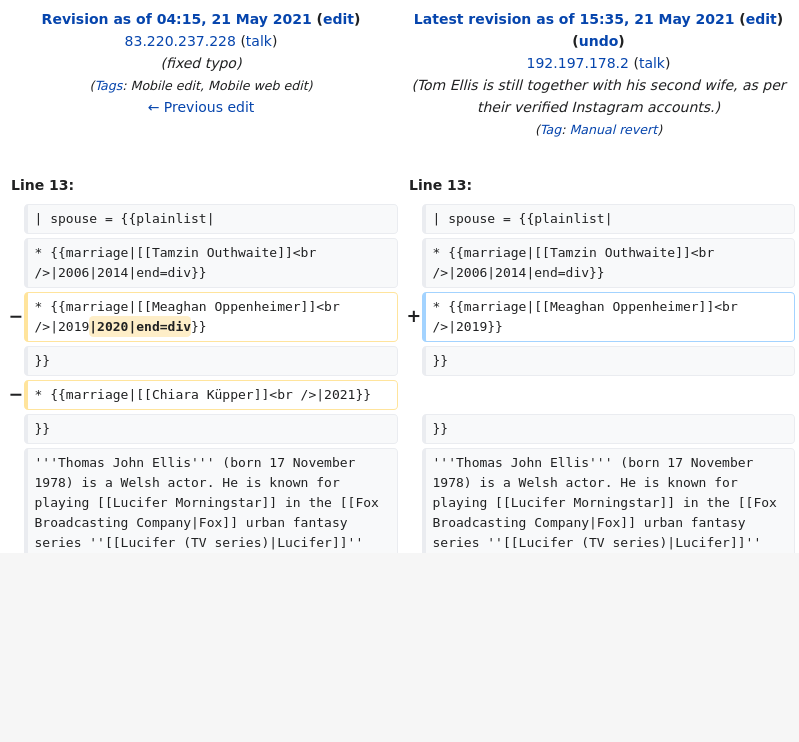 Revision as of 04:15, 21 May 2021 (edit)
83.220.237.228 (talk)
(fixed typo)
(Tags: Mobile edit, Mobile web edit)
← Previous edit
Latest revision as of 15:35, 21 May 2021 (edit)
(undo)
192.197.178.2 (talk)
(Tom Ellis is still together with his second wife, as per
their verified Instagram accounts.)
(Tag: Manual revert)
Line 13:
| spouse = {{plainlist|
* {{marriage|[[Tamzin Outhwaite]]<br
/>|2006|2014|end=div}}
− * {{marriage|[[Meaghan Oppenheimer]]<br
/>|2019|2020|end=div}}
}}
− * {{marriage|[[Chiara Küpper]]<br />|2021}}
}}
'''Thomas John Ellis''' (born 17 November
1978) is a Welsh actor. He is known for
playing [[Lucifer Morningstar]] in the [[Fox
Broadcasting Company|Fox]] urban fantasy
series ''[[Lucifer (TV series)|Lucifer]]''
Line 13:
| spouse = {{plainlist|
* {{marriage|[[Tamzin Outhwaite]]<br
/>|2006|2014|end=div}}
+ * {{marriage|[[Meaghan Oppenheimer]]<br
/>|2019}}
}}
}}
'''Thomas John Ellis''' (born 17 November
1978) is a Welsh actor. He is known for
playing [[Lucifer Morningstar]] in the [[Fox
Broadcasting Company|Fox]] urban fantasy
series ''[[Lucifer (TV series)|Lucifer]]''